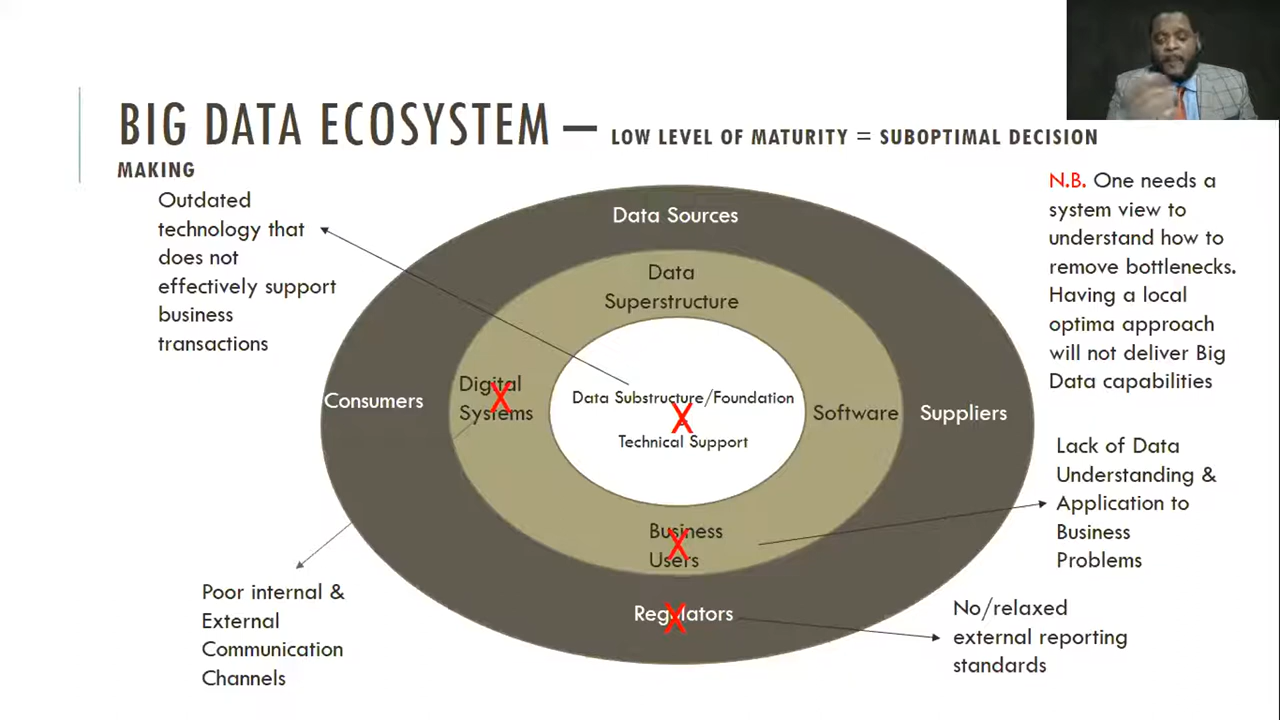 BIG DATA ECOSYSTEM – LOW LEVEL OF MATURITY = SUBOPTIMAL DECISION
MAKING
Outdated
technology that
does not
effectively support
business
transactions
N.B. One needs a
system view to
understand how to
remove bottlenecks.
Having a local
optima approach
will not deliver Big
Data capabilities
Data Sources
Data
Superstructure
Consumers
Digital
Systems
Data Substructure/Foundation
X
X
Technical Support
Software
Suppliers
Business
X
Users
Regulators
X
Lack of Data
Understanding &
Application to
Business
Problems
Poor internal &
External
Communication
Channels
No/relaxed
external reporting
standards